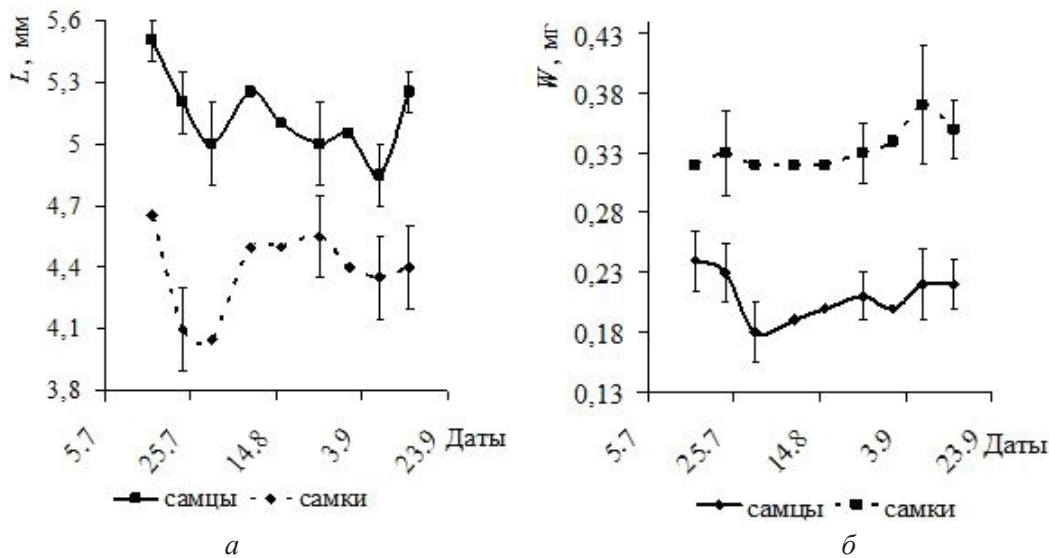 L, мм
5,6
5,3
5
4,7
4,4
4,1
3,8
5.7
25.7
14.8
3.9
23.9
Даты
самцы
самки
а
W, мг
0,43
0,38
0,33
0,28
0,23
0,18
0,13
5.7
25.7
14.8
3.9
23.9
Даты
самцы
самки
б